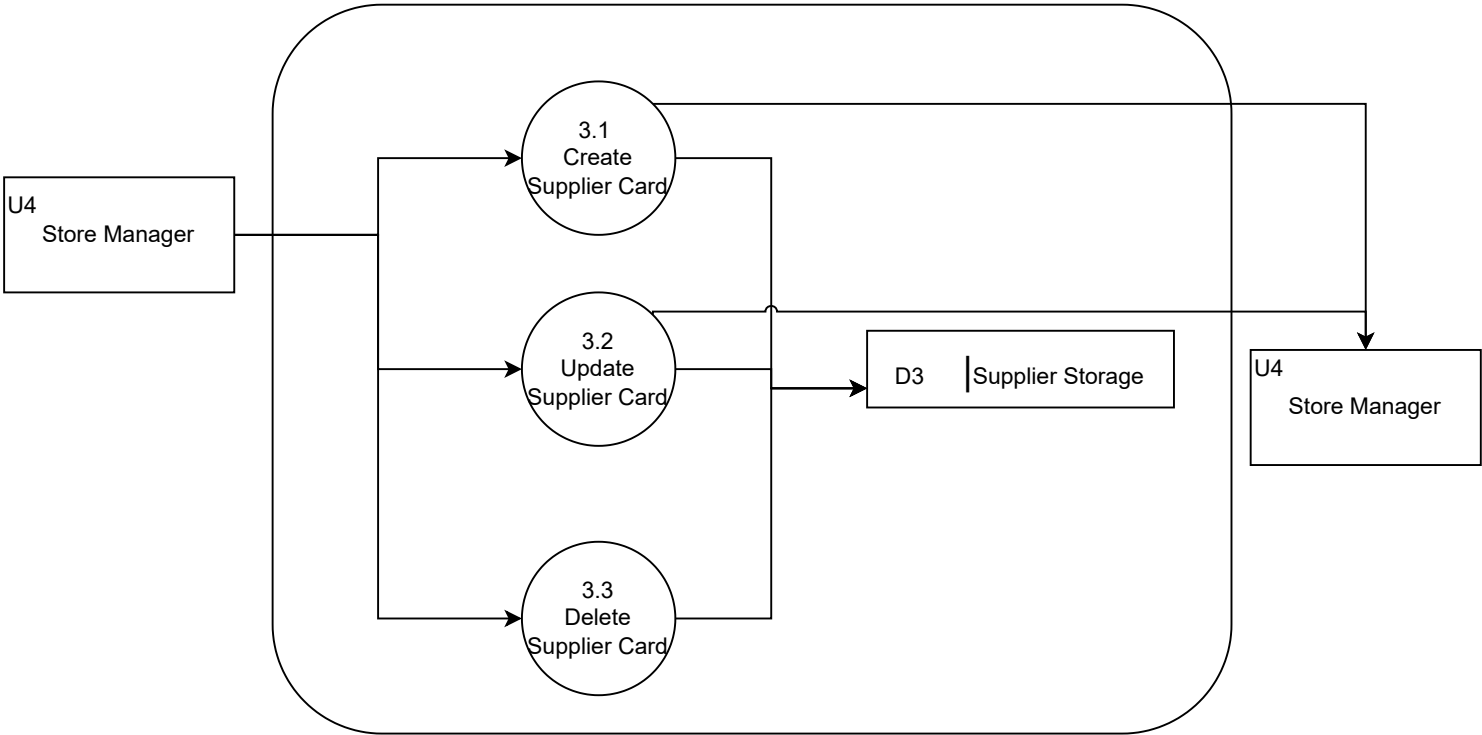 U4
Store Manager
3.1
Create
Supplier Card
3.2
Update
Supplier Card
3.3
Delete
Supplier Card
D3 Supplier Storage
U4
Store Manager